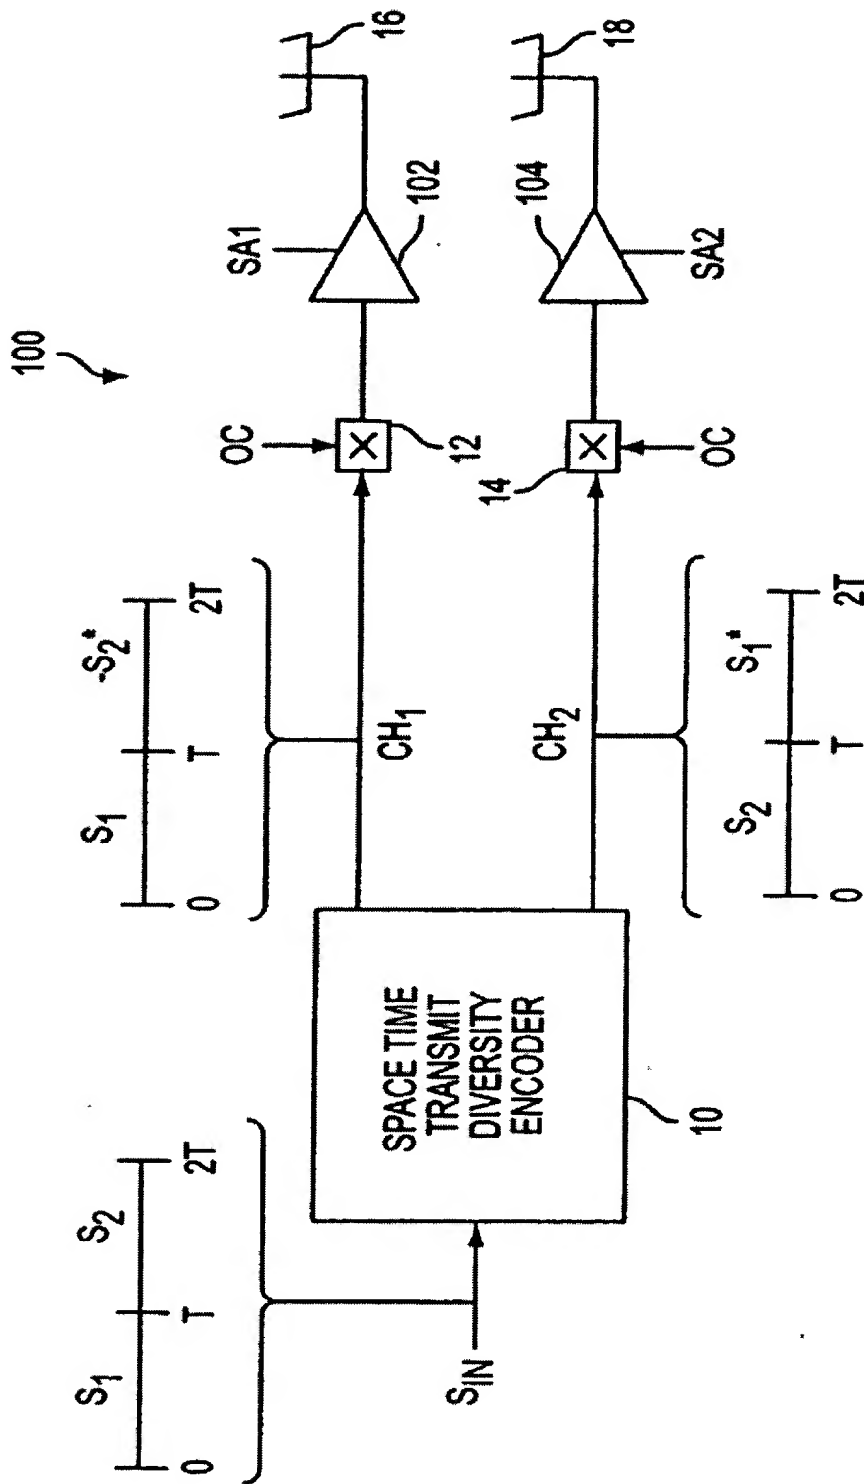 100
S1 S2
0 T 2T
SIN
SPACE TIME
TRANSMIT
DIVERSITY
ENCODER
10
S1 -S2*
0 T 2T
CH1
CH2
S2 S1*
0 T 2T
OC
12
14
OC
SA1
102
104
SA2
16
18